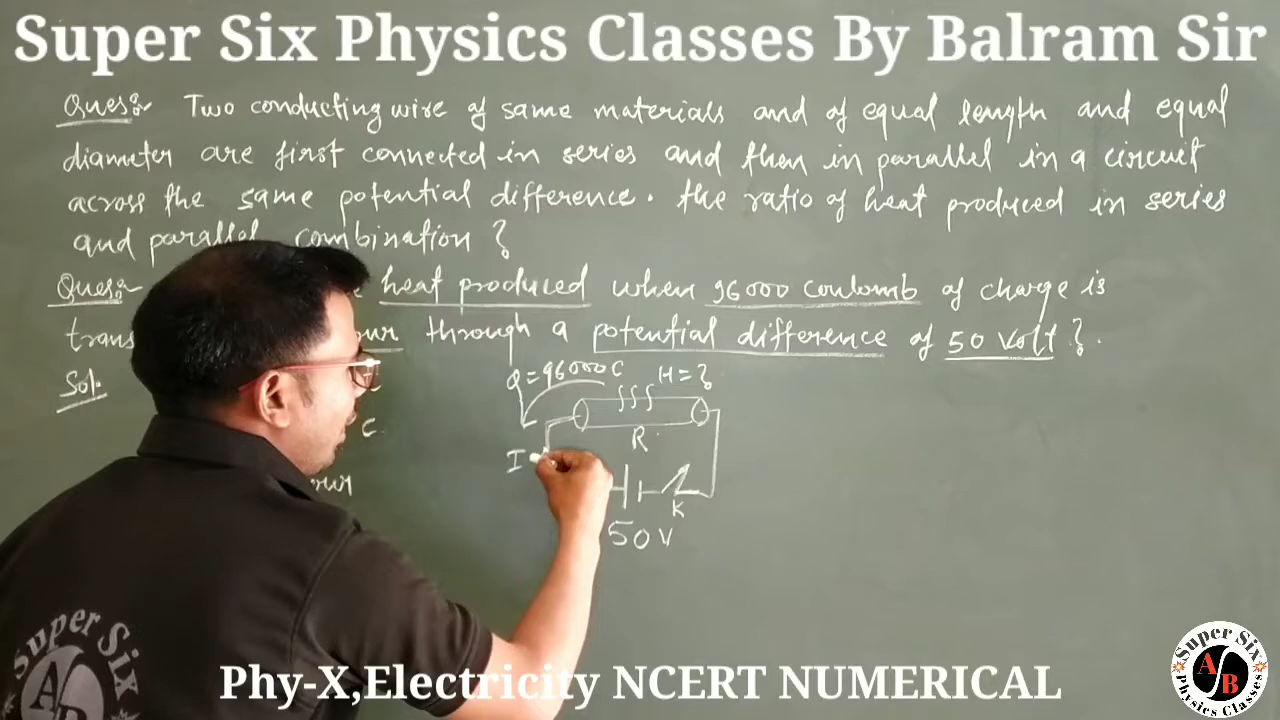 Super Six Physics Classes By Balram Sir
Ques:- Two conducting wire of same materials and of equal length and equal
diameter are first connected in series and then in parallel in a circuit
across the same potential difference. the ratio of heat produced in series
and parallel combination ?
Ques:- heat produced when 96000 coulomb of charge is
through a potential difference of 50 Volt ?
Sol:
Q = 96000 C H = ?
C
R
I
K
50 V
Super Six
AB
Phy-X,Electricity NCERT NUMERICAL
Super Six
A/B
Physics Classes